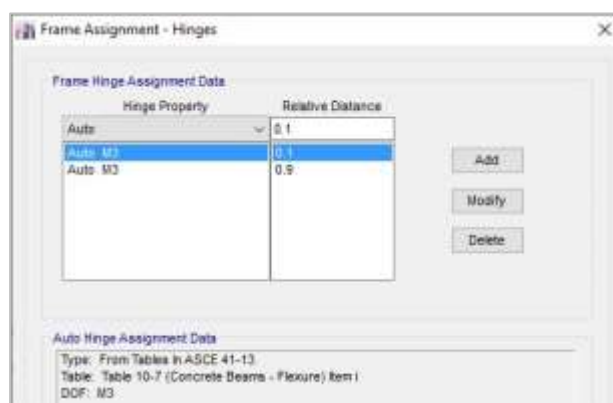 Frame Assignment - Hinges
Frame Hinge Assignment Data
Hinge Property Relative Distance
Auto 0.1
Auto M3 0.1
Auto M3 0.9
Add
Modify
Delete
Auto Hinge Assignment Data
Type: From Tables In ASCE 41-13
Table: Table 10-7 (Concrete Beams - Flexure) Item i
DOF: M3